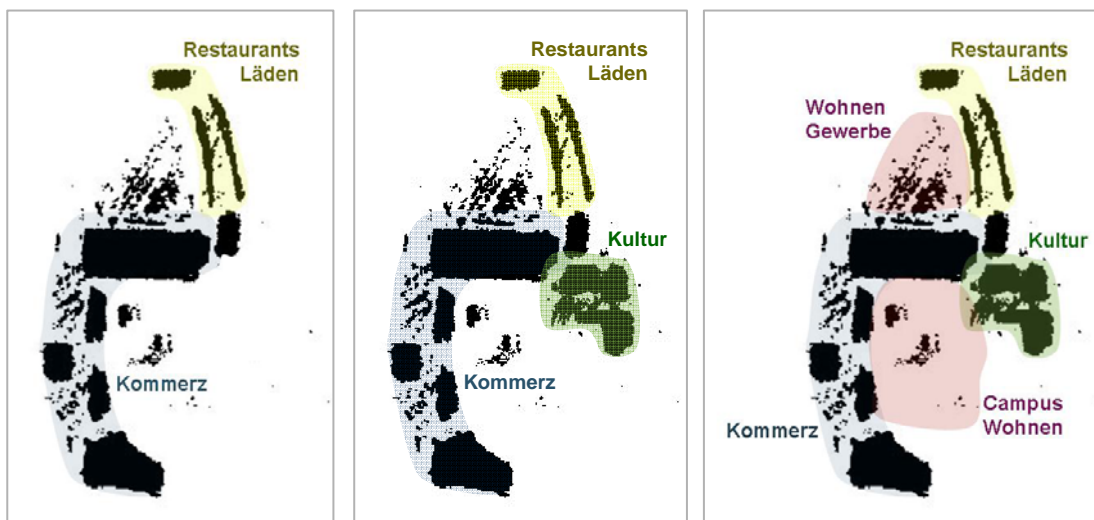 Restaurants
Läden
Kommerz
Restaurants
Läden
Kultur
Kommerz
Restaurants
Läden
Wohnen
Gewerbe
Kultur
Campus
Wohnen
Kommerz